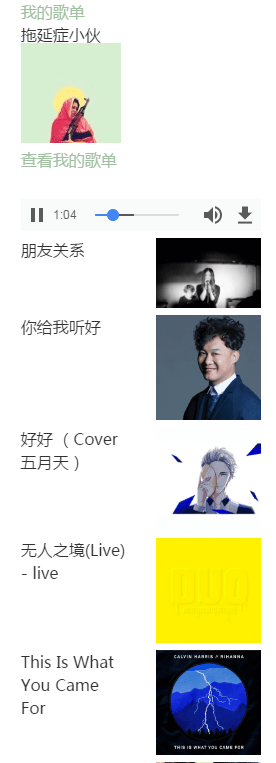 我的歌单
拖延症小伙
查看我的歌单
1:04
朋友关系
你给我听好
好好（Cover
五月天）
无人之境(Live)
- live
DUO
This Is What
You Came
For
CALVIN HARRIS & RIHANNA
THIS IS WHAT YOU CAME FOR